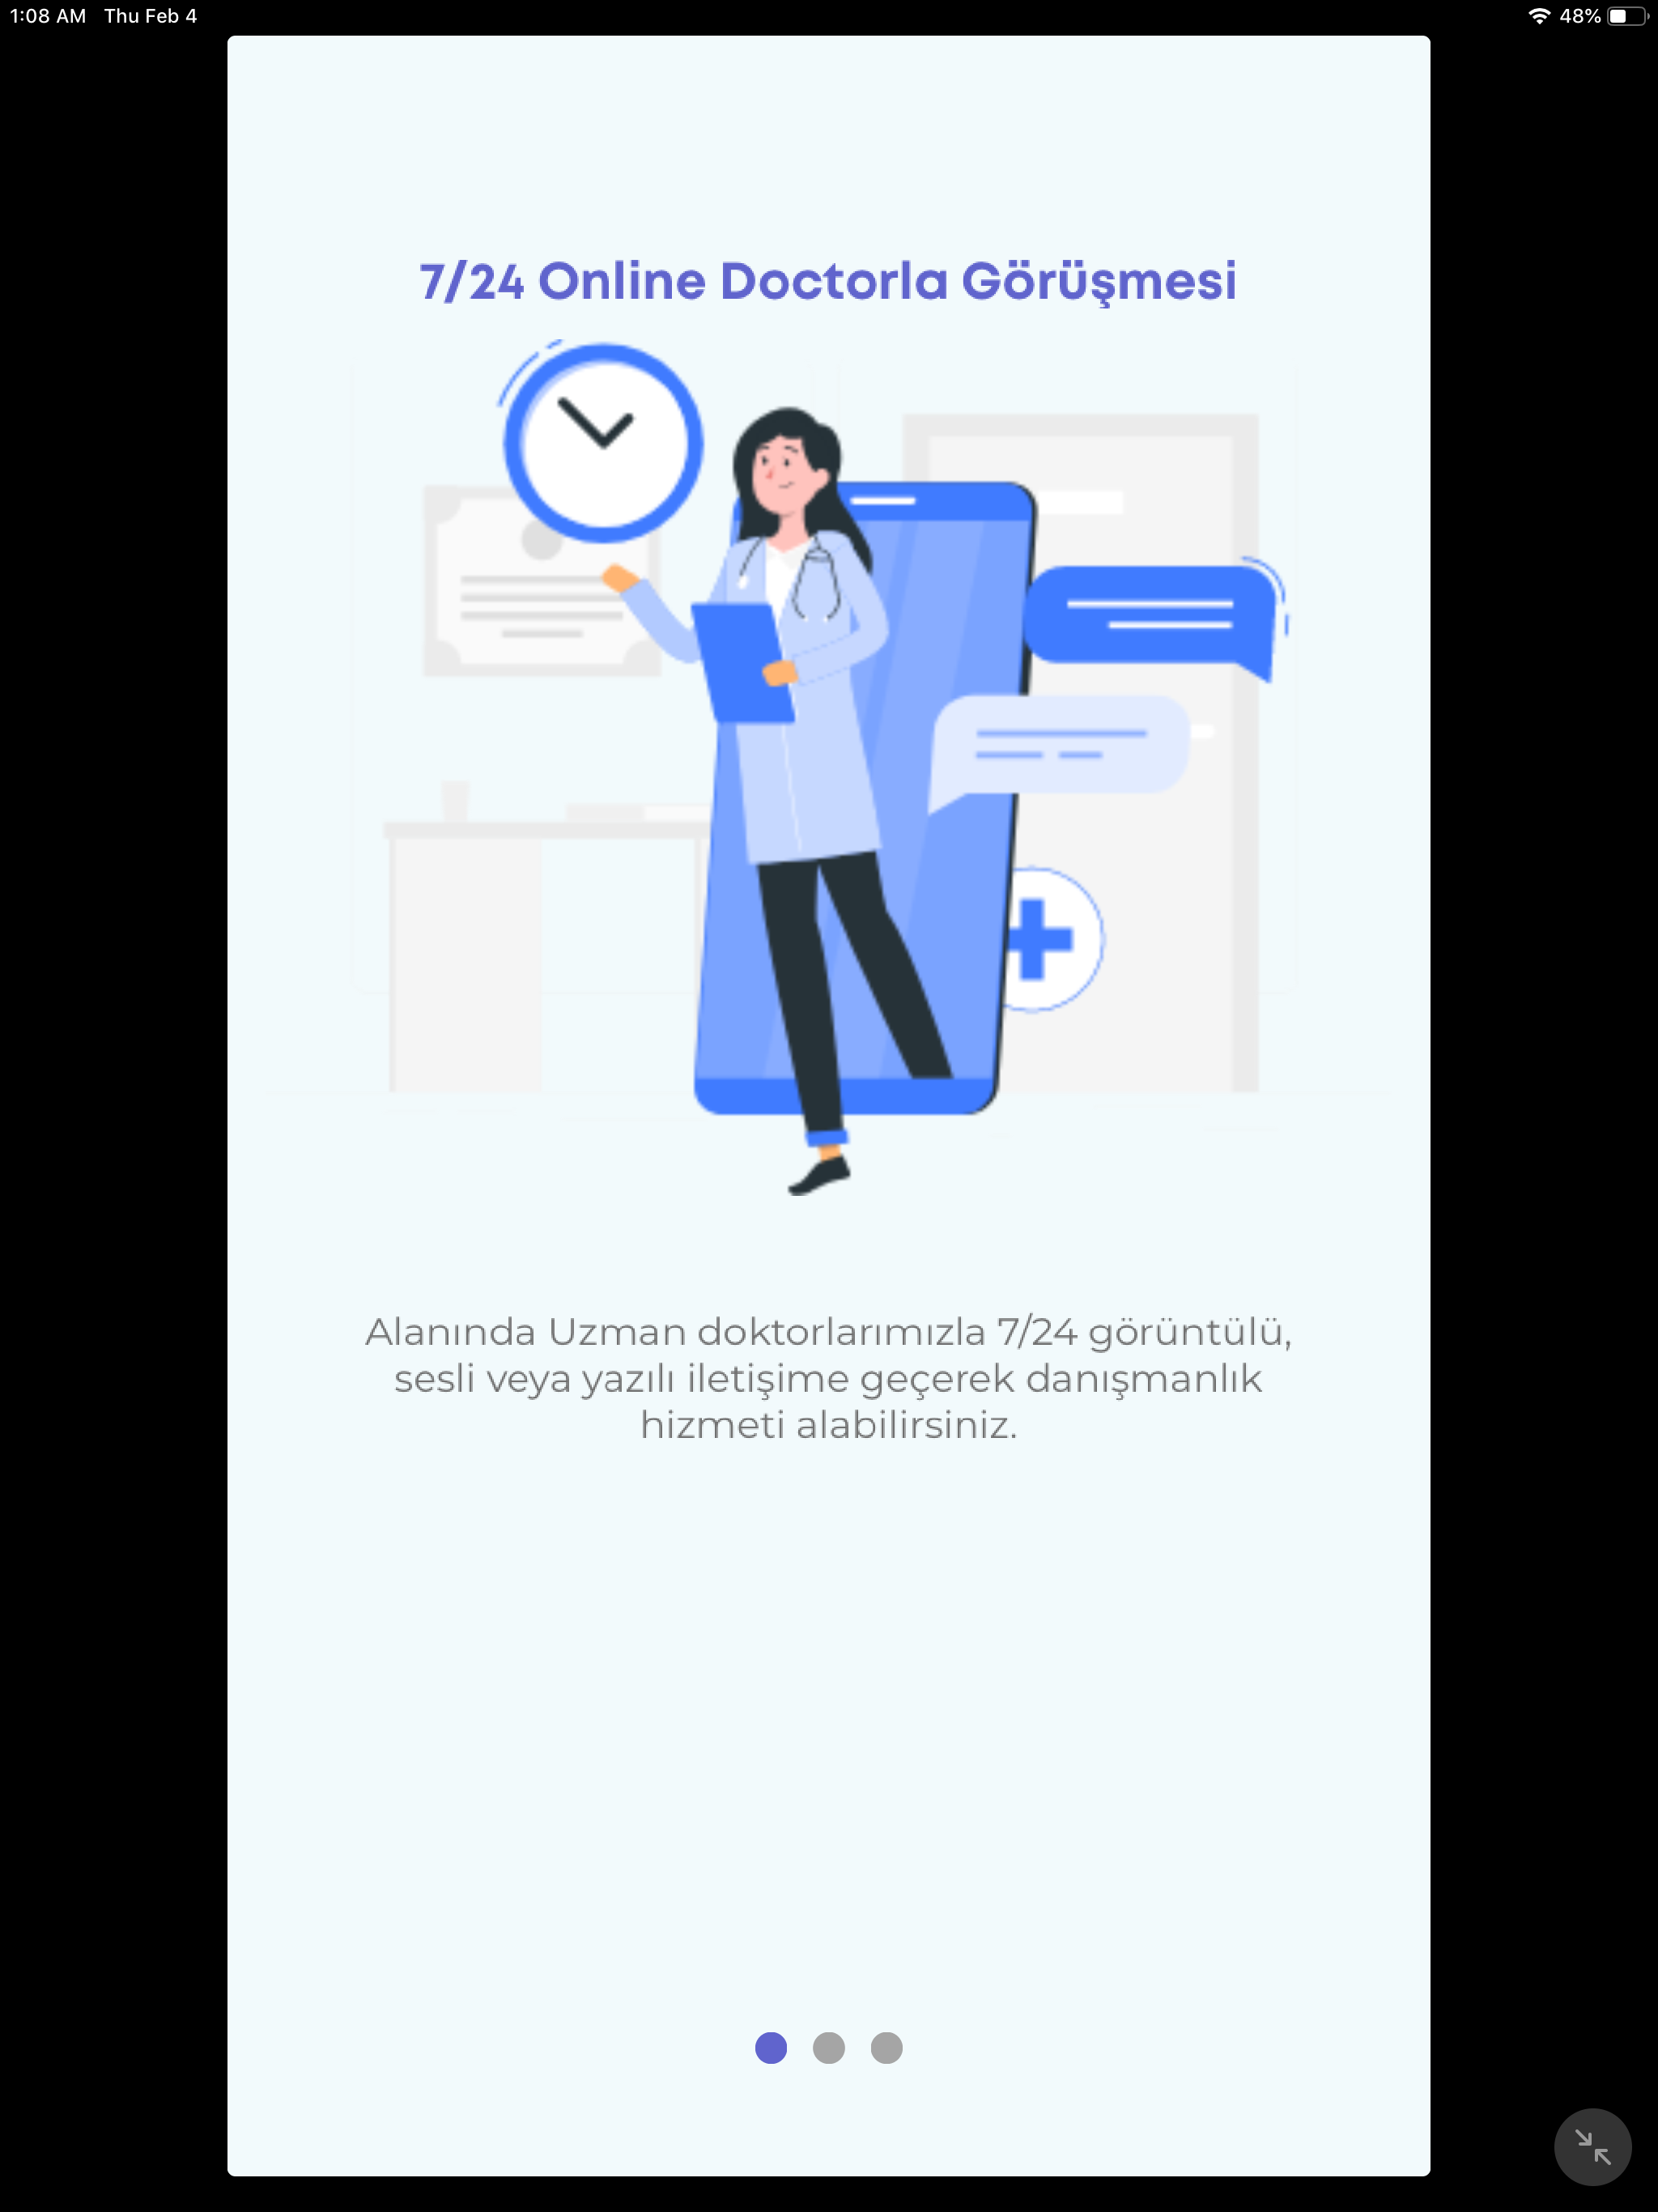 1:08 AM Thu Feb 4 48%
7/24 Online Doctorla Görüşmesi
Alanında Uzman doktorlarımızla 7/24 görüntülü,
sesli veya yazılı iletişime geçerek danışmanlık
hizmeti alabilirsiniz.